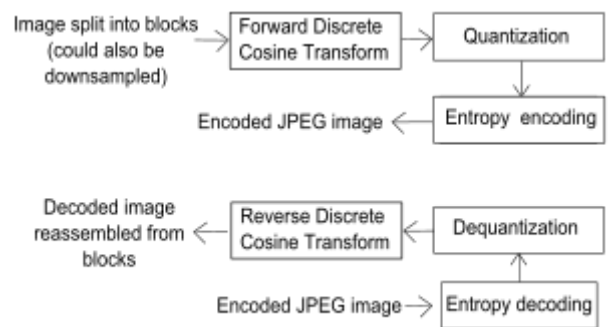 Image split into blocks
(could also be
downsampled)
Forward Discrete
Cosine Transform
Quantization
Encoded JPEG image
Entropy encoding
Decoded image
reassembled from
blocks
Reverse Discrete
Cosine Transform
Dequantization
Encoded JPEG image
Entropy decoding